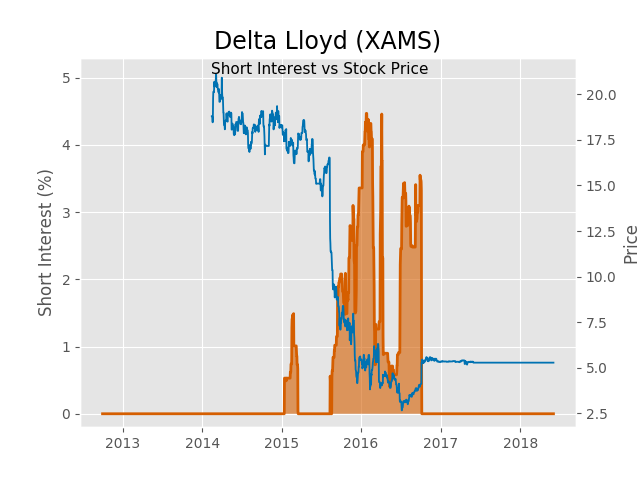 Delta Lloyd (XAMS)
Short Interest vs Stock Price
Short Interest (%)
5
4
3
2
1
0
20.0
17.5
15.0
12.5
10.0
7.5
5.0
2.5
Price
2013 2014 2015 2016 2017 2018